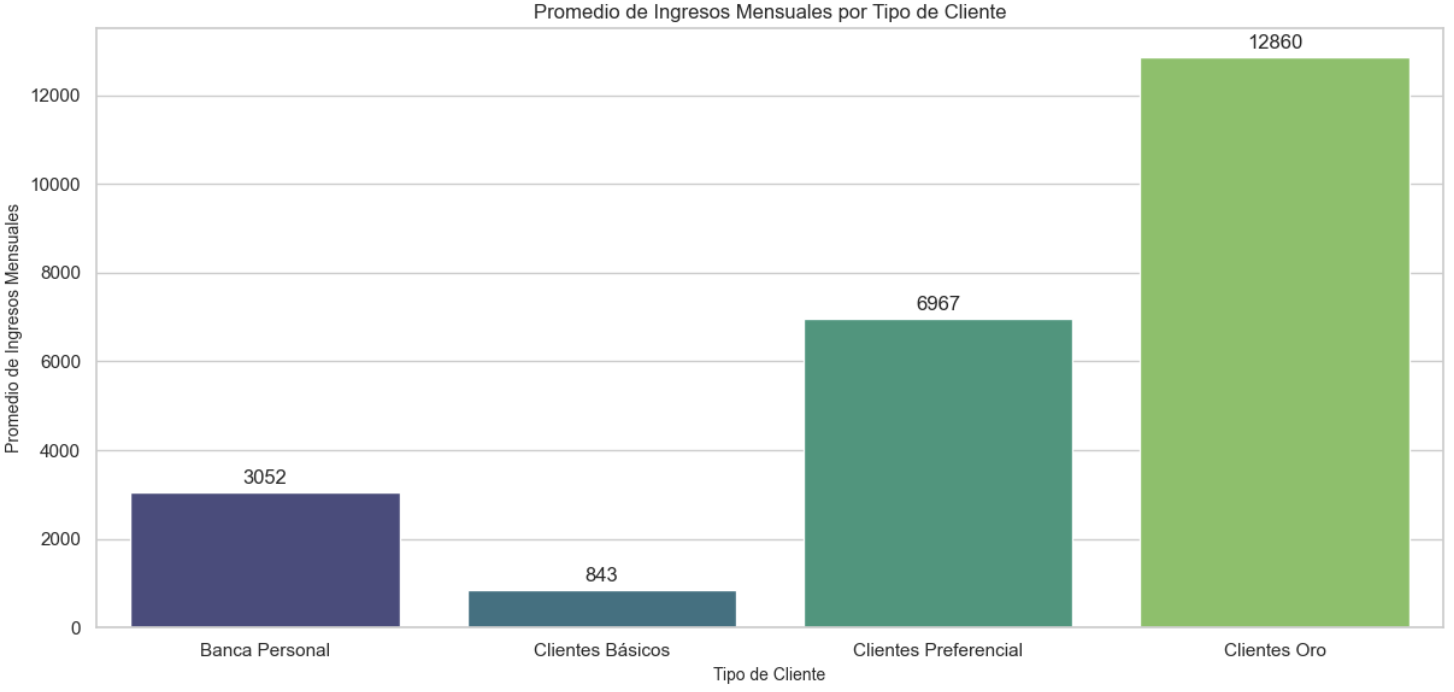 Promedio de Ingresos Mensuales por Tipo de Cliente
Promedio de Ingresos Mensuales
12000
10000
8000
6000
4000
2000
0
3052
843
6967
12860
Banca Personal
Clientes Básicos
Clientes Preferencial
Clientes Oro
Tipo de Cliente